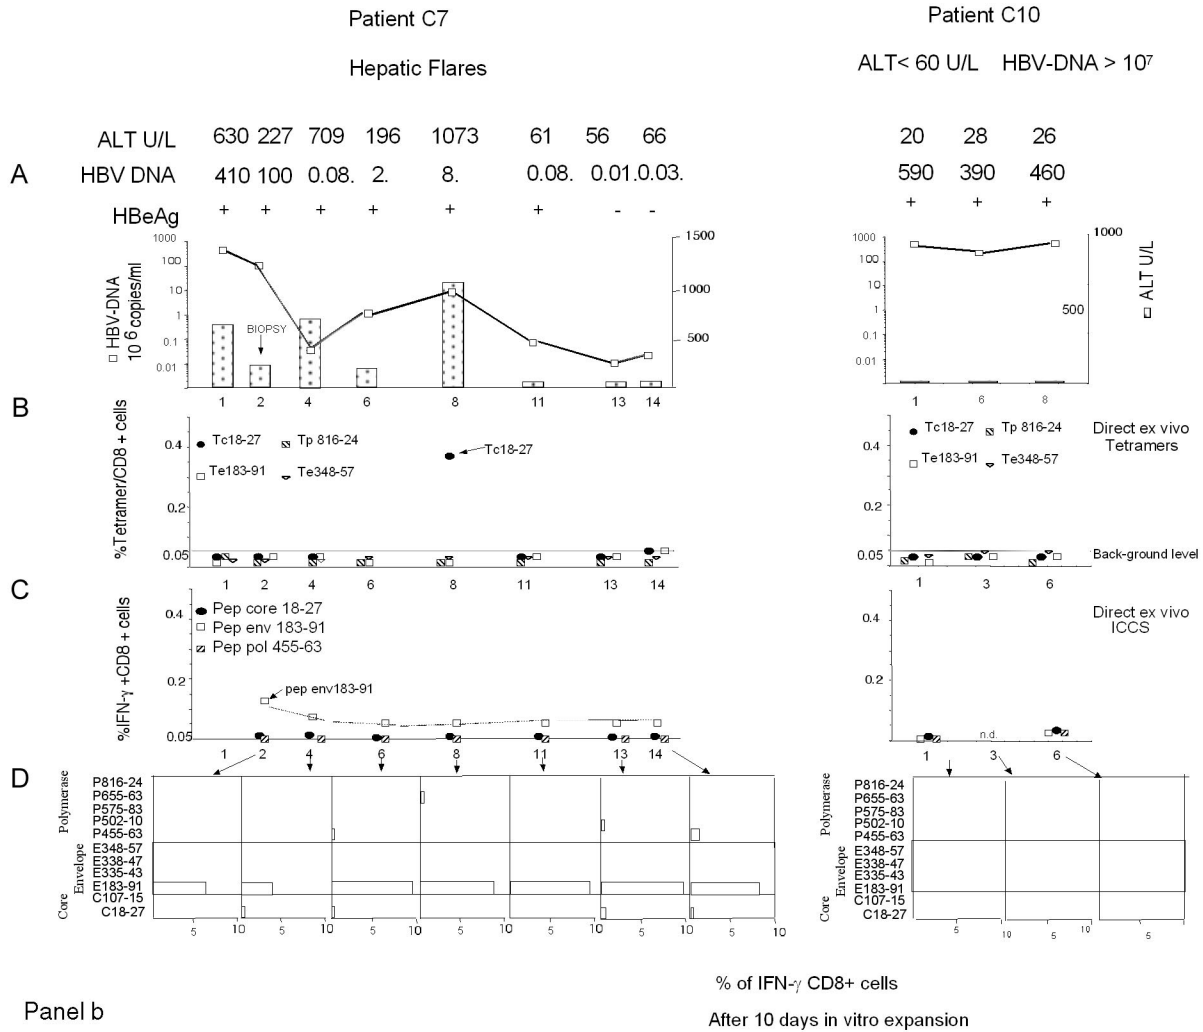 Patient C7
Patient C10
Hepatic Flares
ALT< 60 U/L HBV-DNA > 10⁷
ALT U/L 630 227 709 196 1073 61 56 66
20 28 26
A HBV DNA 410 100 0.08. 2. 8. 0.08. 0.01. 0.03.
590 390 460
HBeAg + + + + + + - -
+ + +
□ HBV-DNA
10⁶ copies/ml
1000
100
10
1
0.1
0.01
BIOPSY
1500
1000
500
1 2 4 6 8 11 13 14
1000
100
10
1
0.1
0.01
1000
500
ALT U/L
1 6 8
B
%Tetramer/CD8 + cells
0.4
0.2
0.05
Tc18-27 Tp 816-24
Te183-91 Te348-57
Tc18-27
1 2 4 6 8 11 13 14
0.4
0.2
0.05
Tc18-27 Tp 816-24
Te183-91 Te348-57
Direct ex vivo
Tetramers
Back-ground level
1 3 6
C
%IFN-γ +CD8 + cells
0.4
0.2
0.05
Pep core 18-27
Pep env 183-91
Pep pol 455-63
pep env183-91
1 2 4 6 8 11 13 14
0.4
0.2
Direct ex vivo
ICCS
n.d.
1 3 6
D
Polymerase
Envelope
Core
P816-24
P655-63
P575-83
P502-10
P455-63
E348-57
E338-47
E335-43
E183-91
C107-15
C18-27
5 10 5 10 5 10 5 10 5 10 5 10 5 10
Polymerase
Envelope
Core
P816-24
P655-63
P575-83
P502-10
P455-63
E348-57
E338-47
E335-43
E183-91
C107-15
C18-27
5 10 5 10 5
% of IFN-γ CD8+ cells
Panel b
After 10 days in vitro expansion